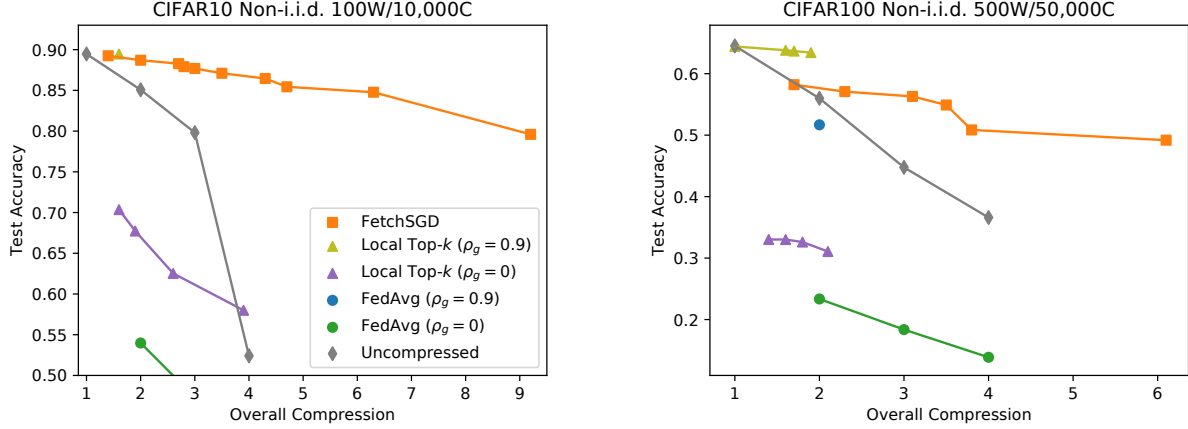 CIFAR10 Non-i.i.d. 100W/10,000C
0.90
0.85
0.80
0.75
0.70
0.65
0.60
0.55
0.50
Test Accuracy
1 2 3 4 5 6 7 8 9
Overall Compression
FetchSGD
Local Top-k (ρg = 0.9)
Local Top-k (ρg = 0)
FedAvg (ρg = 0.9)
FedAvg (ρg = 0)
Uncompressed
CIFAR100 Non-i.i.d. 500W/50,000C
0.6
0.5
0.4
0.3
0.2
Test Accuracy
1 2 3 4 5 6
Overall Compression